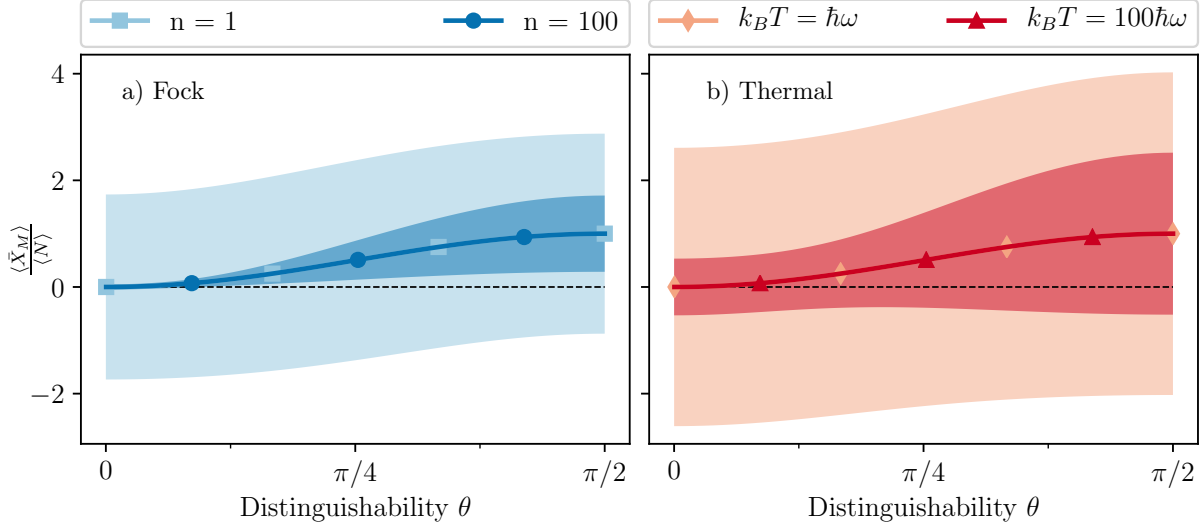 n = 1
n = 100
k_BT = ħω
k_BT = 100ħω
a) Fock
b) Thermal
⟨X̄_M⟩/⟨N⟩
4
2
0
−2
0
π/4
π/2
0
π/4
π/2
Distinguishability θ
Distinguishability θ